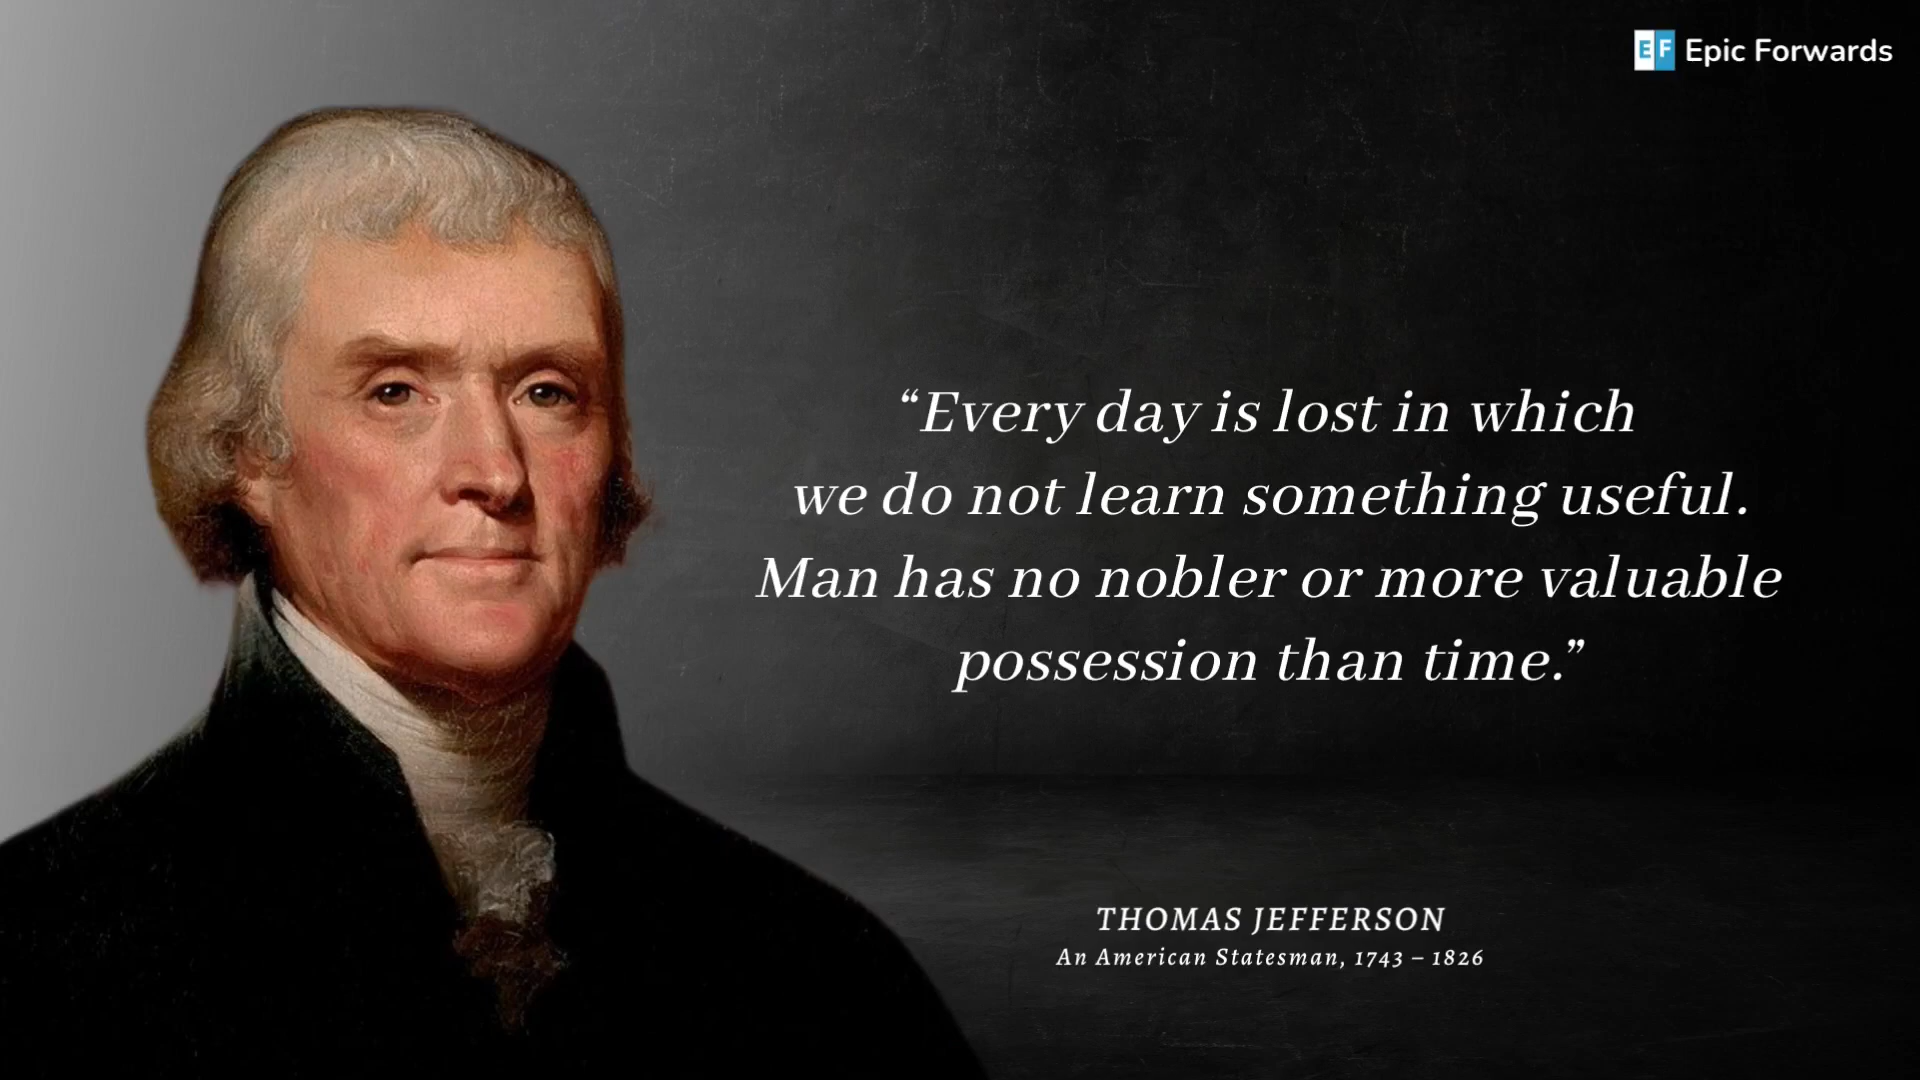 EF Epic Forwards
“Every day is lost in which
we do not learn something useful.
Man has no nobler or more valuable
possession than time.”
THOMAS JEFFERSON
An American Statesman, 1743 – 1826